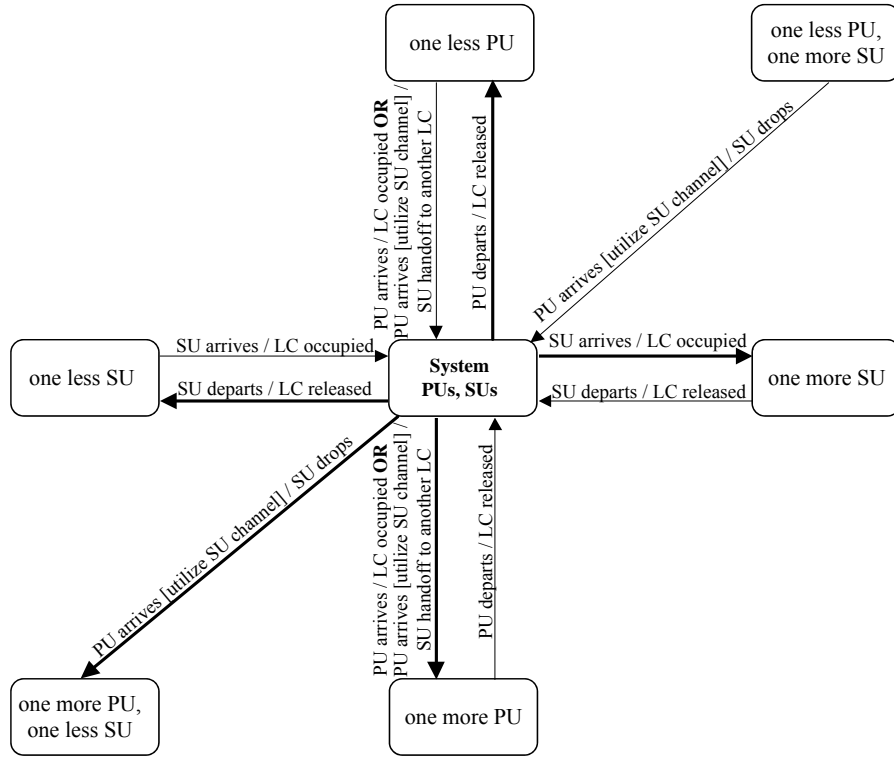 one less PU
one less PU,
one more SU
PU arrives / LC occupied OR
PU arrives [utilize SU channel] /
SU handoff to another LC
PU departs / LC released
PU arrives [utilize SU channel] / SU drops
one less SU
SU arrives / LC occupied
SU departs / LC released
System
PUs, SUs
SU arrives / LC occupied
SU departs / LC released
one more SU
PU arrives [utilize SU channel] / SU drops
PU arrives / LC occupied OR
PU arrives [utilize SU channel] /
SU handoff to another LC
PU departs / LC released
one more PU,
one less SU
one more PU